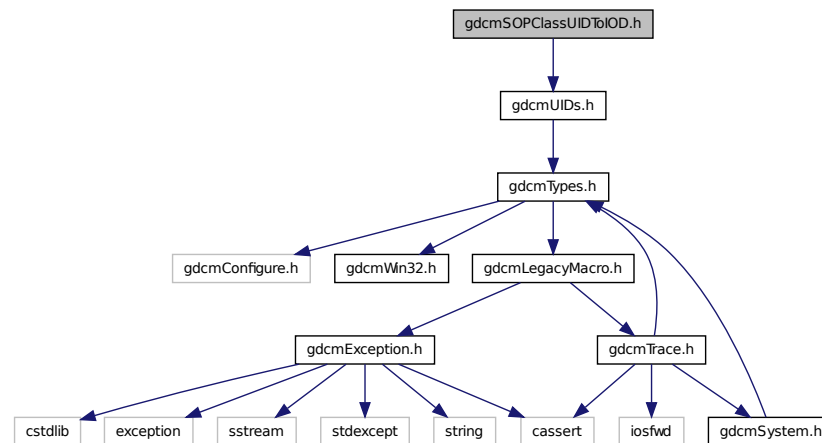 gdcmSOPClassUIDToIOD.h
gdcmUIDs.h
gdcmTypes.h
gdcmConfigure.h
gdcmWin32.h
gdcmLegacyMacro.h
gdcmException.h
gdcmTrace.h
cstdlib
exception
sstream
stdexcept
string
cassert
iosfwd
gdcmSystem.h